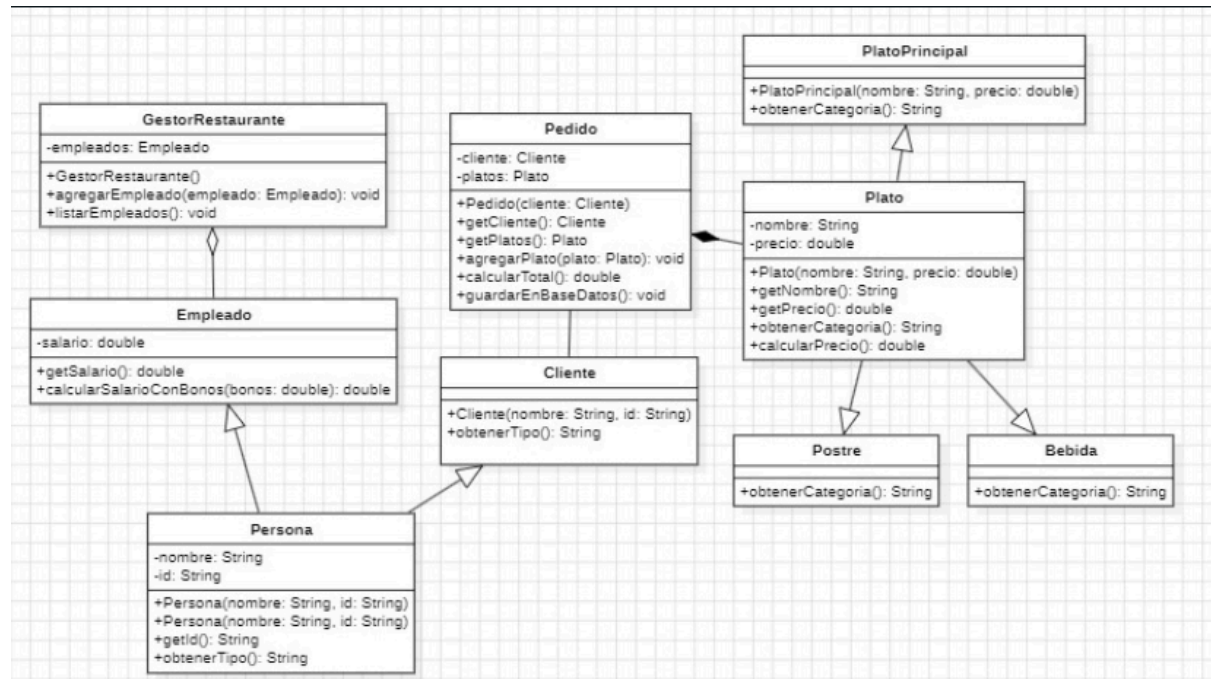 GestorRestaurante
-empleados: Empleado
+GestorRestaurante()
+agregarEmpleado(empleado: Empleado): void
+listarEmpleados(): void
Empleado
-salario: double
+getSalario(): double
+calcularSalarioConBonos(bonos: double): double
Persona
-nombre: String
-id: String
+Persona(nombre: String, id: String)
+Persona(nombre: String, id: String)
+getId(): String
+obtenerTipo(): String
Pedido
-cliente: Cliente
-platos: Plato
+Pedido(cliente: Cliente)
+getCliente(): Cliente
+getPlatos(): Plato
+agregarPlato(plato: Plato): void
+calcularTotal(): double
+guardarEnBaseDatos(): void
Cliente
+Cliente(nombre: String, id: String)
+obtenerTipo(): String
PlatoPrincipal
+PlatoPrincipal(nombre: String, precio: double)
+obtenerCategoria(): String
Plato
-nombre: String
-precio: double
+Plato(nombre: String, precio: double)
+getNombre(): String
+getPrecio(): double
+obtenerCategoria(): String
+calcularPrecio(): double
Postre
+obtenerCategoria(): String
Bebida
+obtenerCategoria(): String